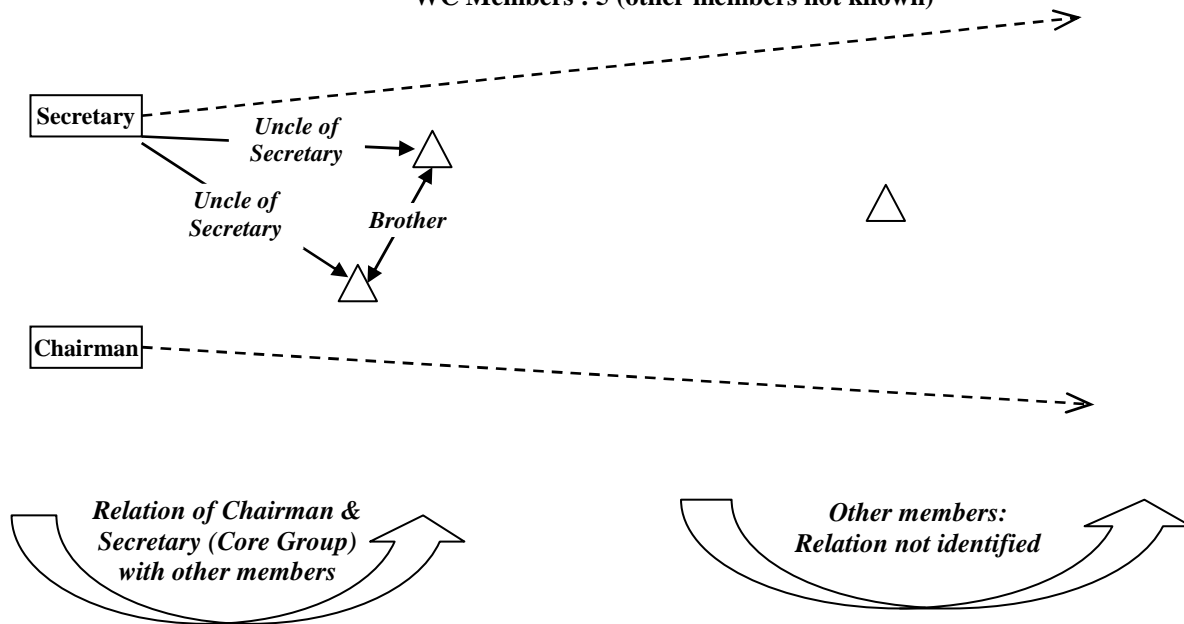 WC Members : 5 (other members not known)
Secretary
Uncle of
Secretary
Uncle of
Secretary
Brother
Chairman
Relation of Chairman &
Secretary (Core Group)
with other members
Other members:
Relation not identified